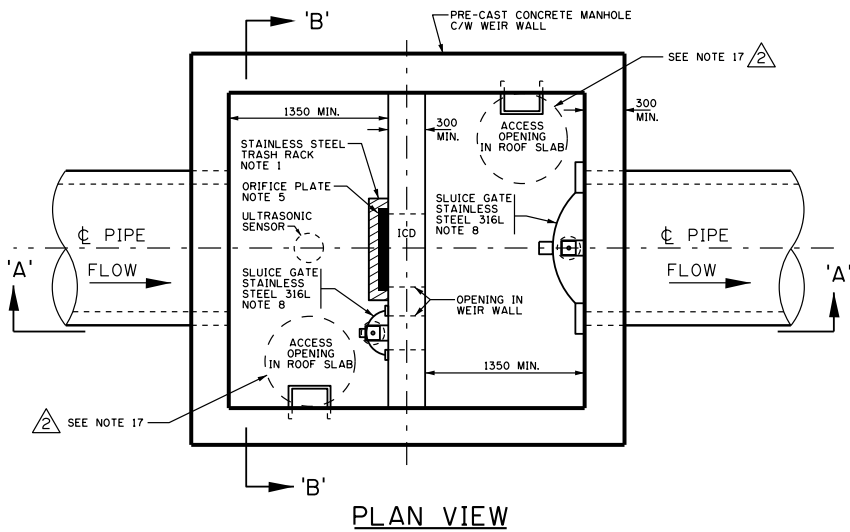 'B'
PRE-CAST CONCRETE MANHOLE
C/W WEIR WALL
SEE NOTE 17
2
1350 MIN.
300
MIN.
300
MIN.
ACCESS
OPENING
IN ROOF SLAB
STAINLESS STEEL
TRASH RACK
NOTE 1
ORIFICE PLATE
NOTE 5
ULTRASONIC
SENSOR
SLUICE GATE
STAINLESS
STEEL 316L
NOTE 8
ICD
SLUICE GATE
STAINLESS
STEEL 316L
NOTE 8
℄ PIPE
FLOW
℄ PIPE
FLOW
'A'
'A'
OPENING IN
WEIR WALL
ACCESS
OPENING
IN ROOF SLAB
1350 MIN.
2
SEE NOTE 17
'B'
PLAN VIEW